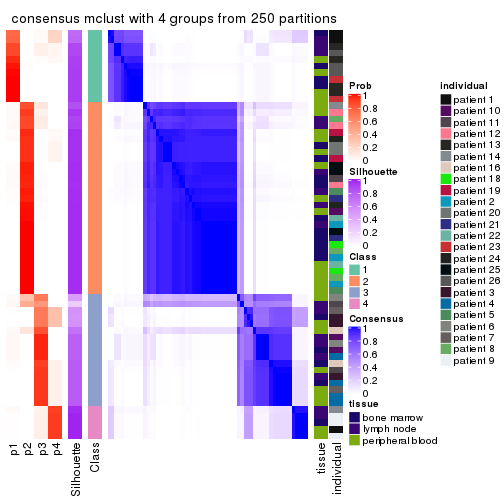 consensus mclust with 4 groups from 250 partitions
p1
p2
p3
p4
Silhouette
Class
tissue
individual
Prob
1
0.8
0.6
0.4
0.2
0
Silhouette
1
0.8
0.6
0.4
0.2
0
Class
1
2
3
4
Consensus
1
0.8
0.6
0.4
0.2
0
tissue
bone marrow
lymph node
peripheral blood
individual
patient 1
patient 10
patient 11
patient 12
patient 13
patient 14
patient 16
patient 18
patient 19
patient 2
patient 20
patient 21
patient 22
patient 23
patient 24
patient 25
patient 26
patient 3
patient 4
patient 5
patient 6
patient 7
patient 8
patient 9